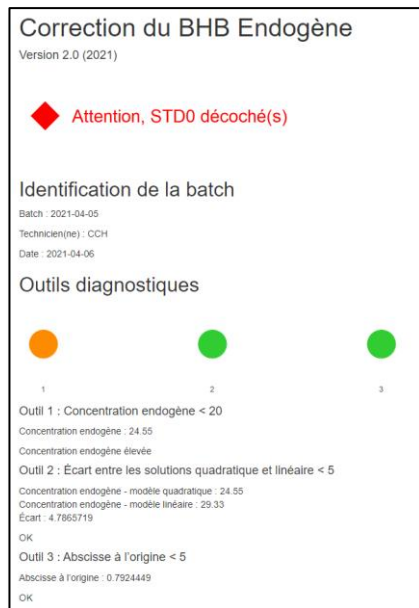 Correction du BHB Endogène
Version 2.0 (2021)
Attention, STD0 décoché(s)
Identification de la batch
Batch : 2021-04-05
Technicien(ne) : CCH
Date : 2021-04-06
Outils diagnostiques
1 2 3
Outil 1 : Concentration endogène < 20
Concentration endogène : 24.55
Concentration endogène élevée
Outil 2 : Écart entre les solutions quadratique et linéaire < 5
Concentration endogène - modèle quadratique : 24.55
Concentration endogène - modèle linéaire : 29.33
Écart : 4.7865719
OK
Outil 3 : Abscisse à l'origine < 5
Abscisse à l'origine : 0.7924449
OK